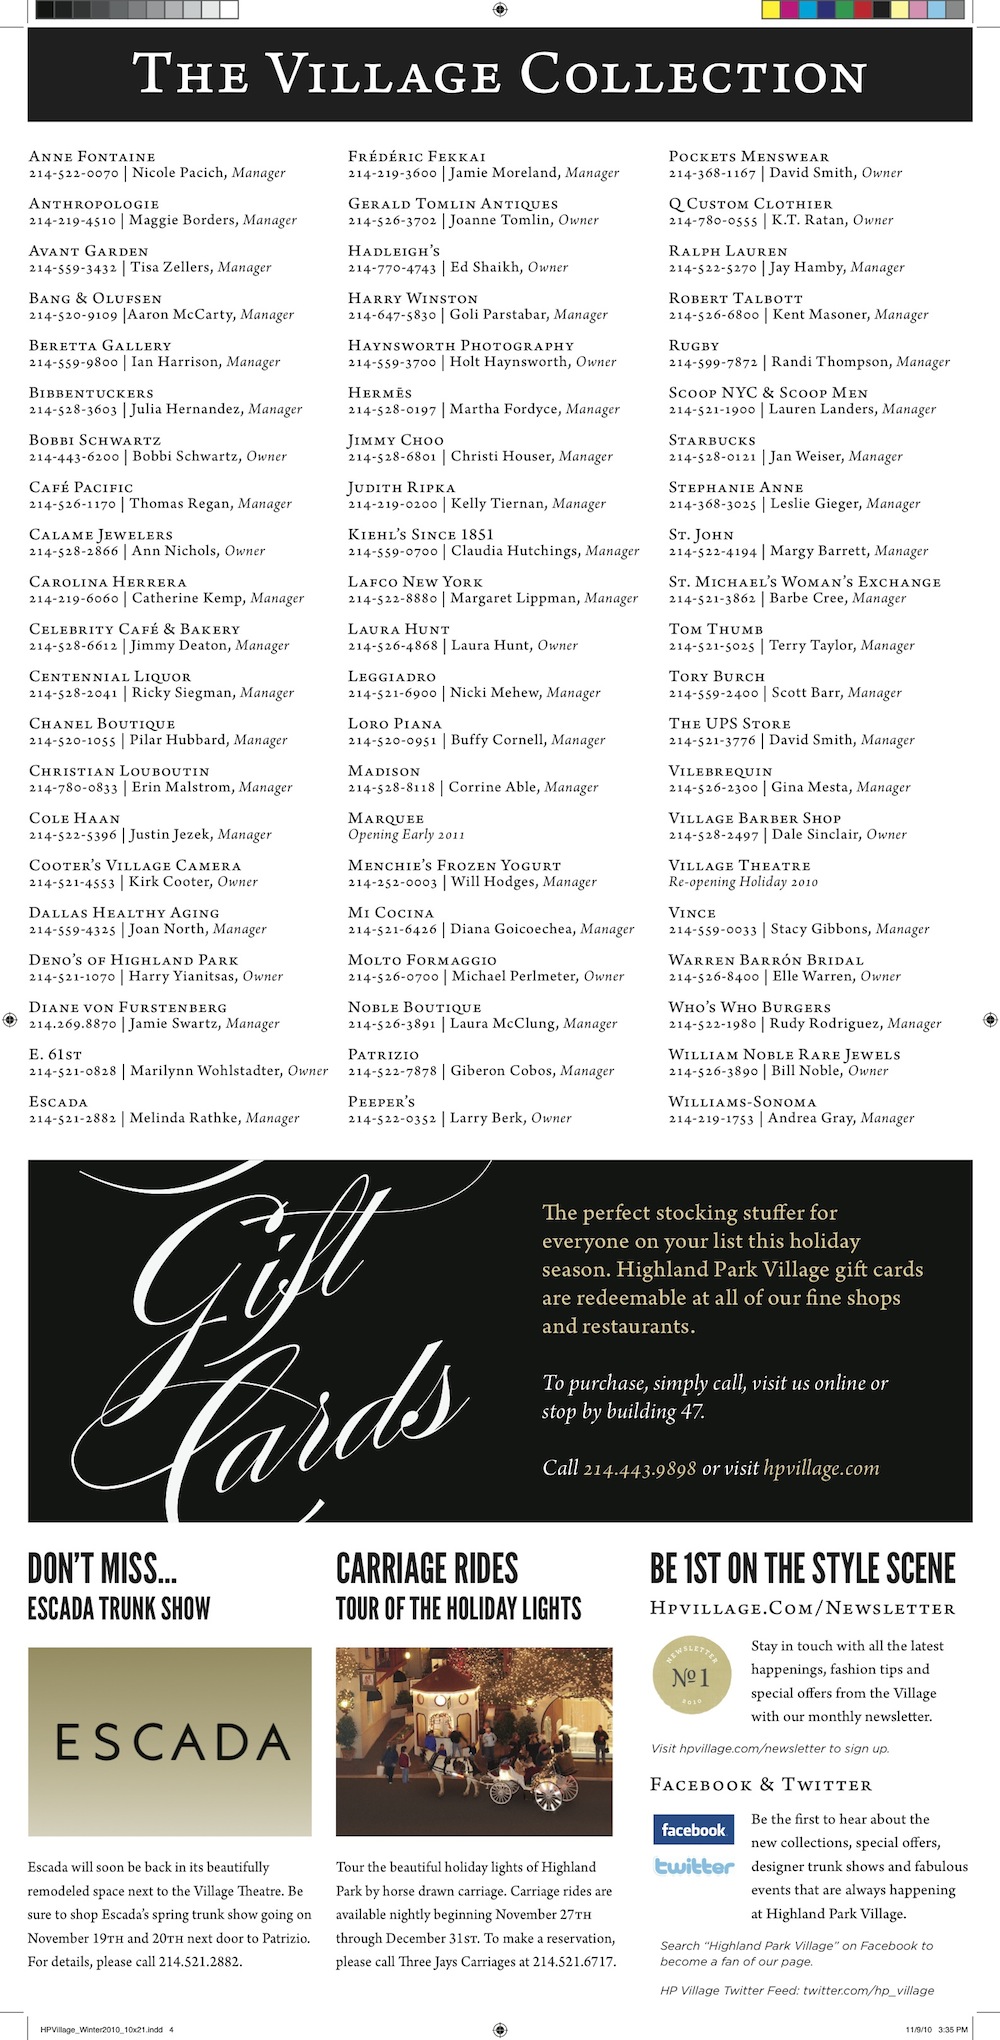 The Village Collection
Anne Fontaine
214-522-0070 | Nicole Pacich, Manager
Anthropologie
214-219-4510 | Maggie Borders, Manager
Avant Garden
214-559-3432 | Tisa Zellers, Manager
Bang & Olufsen
214-520-9109 |Aaron McCarty, Manager
Beretta Gallery
214-559-9800 | Ian Harrison, Manager
Bibbentuckers
214-528-3603 | Julia Hernandez, Manager
Bobbi Schwartz
214-443-6200 | Bobbi Schwartz, Owner
Café Pacific
214-526-1170 | Thomas Regan, Manager
Calame Jewelers
214-528-2866 | Ann Nichols, Owner
Carolina Herrera
214-219-6060 | Catherine Kemp, Manager
Celebrity Café & Bakery
214-528-6612 | Jimmy Deaton, Manager
Centennial Liquor
214-528-2041 | Ricky Siegman, Manager
Chanel Boutique
214-520-1055 | Pilar Hubbard, Manager
Christian Louboutin
214-780-0833 | Erin Malstrom, Manager
Cole Haan
214-522-5396 | Justin Jezek, Manager
Cooter's Village Camera
214-521-4553 | Kirk Cooter, Owner
Dallas Healthy Aging
214-559-4325 | Joan North, Manager
Deno's of Highland Park
214-521-1070 | Harry Yianitsas, Owner
Diane von Furstenberg
214.269.8870 | Jamie Swartz, Manager
E. 61st
214-521-0828 | Marilynn Wohlstadter, Owner
Escada
214-521-2882 | Melinda Rathke, Manager
Frédéric Fekkai
214-219-3600 | Jamie Moreland, Manager
Gerald Tomlin Antiques
214-526-3702 | Joanne Tomlin, Owner
Hadleigh's
214-770-4743 | Ed Shaikh, Owner
Harry Winston
214-647-5830 | Goli Parstabar, Manager
Haynsworth Photography
214-559-3700 | Holt Haynsworth, Owner
Hermēs
214-528-0197 | Martha Fordyce, Manager
Jimmy Choo
214-528-6801 | Christi Houser, Manager
Judith Ripka
214-219-0200 | Kelly Tiernan, Manager
Kiehl's Since 1851
214-559-0700 | Claudia Hutchings, Manager
Lafco New York
214-522-8880 | Margaret Lippman, Manager
Laura Hunt
214-526-4868 | Laura Hunt, Owner
Leggiadro
214-521-6900 | Nicki Mehew, Manager
Loro Piana
214-520-0951 | Buffy Cornell, Manager
Madison
214-528-8118 | Corrine Able, Manager
Marquee
Opening Early 2011
Menchie's Frozen Yogurt
214-252-0003 | Will Hodges, Manager
Mi Cocina
214-521-6426 | Diana Goicoechea, Manager
Molto Formaggio
214-526-0700 | Michael Perlmeter, Owner
Noble Boutique
214-526-3891 | Laura McClung, Manager
Patrizio
214-522-7878 | Giberon Cobos, Manager
Peeper's
214-522-0352 | Larry Berk, Owner
Pockets Menswear
214-368-1167 | David Smith, Owner
Q Custom Clothier
214-780-0555 | K.T. Ratan, Owner
Ralph Lauren
214-522-5270 | Jay Hamby, Manager
Robert Talbott
214-526-6800 | Kent Masoner, Manager
Rugby
214-599-7872 | Randi Thompson, Manager
Scoop NYC & Scoop Men
214-521-1900 | Lauren Landers, Manager
Starbucks
214-528-0121 | Jan Weiser, Manager
Stephanie Anne
214-368-3025 | Leslie Gieger, Manager
St. John
214-522-4194 | Margy Barrett, Manager
St. Michael's Woman's Exchange
214-521-3862 | Barbe Cree, Manager
Tom Thumb
214-521-5025 | Terry Taylor, Manager
Tory Burch
214-559-2400 | Scott Barr, Manager
The UPS Store
214-521-3776 | David Smith, Manager
Vilebrequin
214-526-2300 | Gina Mesta, Manager
Village Barber Shop
214-528-2497 | Dale Sinclair, Owner
Village Theatre
Re-opening Holiday 2010
Vince
214-559-0033 | Stacy Gibbons, Manager
Warren Barrón Bridal
214-526-8400 | Elle Warren, Owner
Who's Who Burgers
214-522-1980 | Rudy Rodriguez, Manager
William Noble Rare Jewels
214-526-3890 | Bill Noble, Owner
Williams-Sonoma
214-219-1753 | Andrea Gray, Manager
Gift
Cards
The perfect stocking stuffer for
everyone on your list this holiday
season. Highland Park Village gift cards
are redeemable at all of our fine shops
and restaurants.
To purchase, simply call, visit us online or
stop by building 47.
Call 214.443.9898 or visit hpvillage.com
DON'T MISS...
ESCADA TRUNK SHOW
ESCADA
Escada will soon be back in its beautifully
remodeled space next to the Village Theatre. Be
sure to shop Escada's spring trunk show going on
November 19TH and 20TH next door to Patrizio.
For details, please call 214.521.2882.
CARRIAGE RIDES
TOUR OF THE HOLIDAY LIGHTS
Tour the beautiful holiday lights of Highland
Park by horse drawn carriage. Carriage rides are
available nightly beginning November 27TH
through December 31ST. To make a reservation,
please call Three Jays Carriages at 214.521.6717.
BE 1ST ON THE STYLE SCENE
Hpvillage.Com/Newsletter
NEWSLETTER
№ 1
2010
Stay in touch with all the latest
happenings, fashion tips and
special offers from the Village
with our monthly newsletter.
Visit hpvillage.com/newsletter to sign up.
Facebook & Twitter
facebook
twitter
Be the first to hear about the
new collections, special offers,
designer trunk shows and fabulous
events that are always happening
at Highland Park Village.
Search "Highland Park Village" on Facebook to
become a fan of our page.
HP Village Twitter Feed: twitter.com/hp_village
HPVillage_Winter2010_10x21.indd 4
11/9/10 3:35 PM